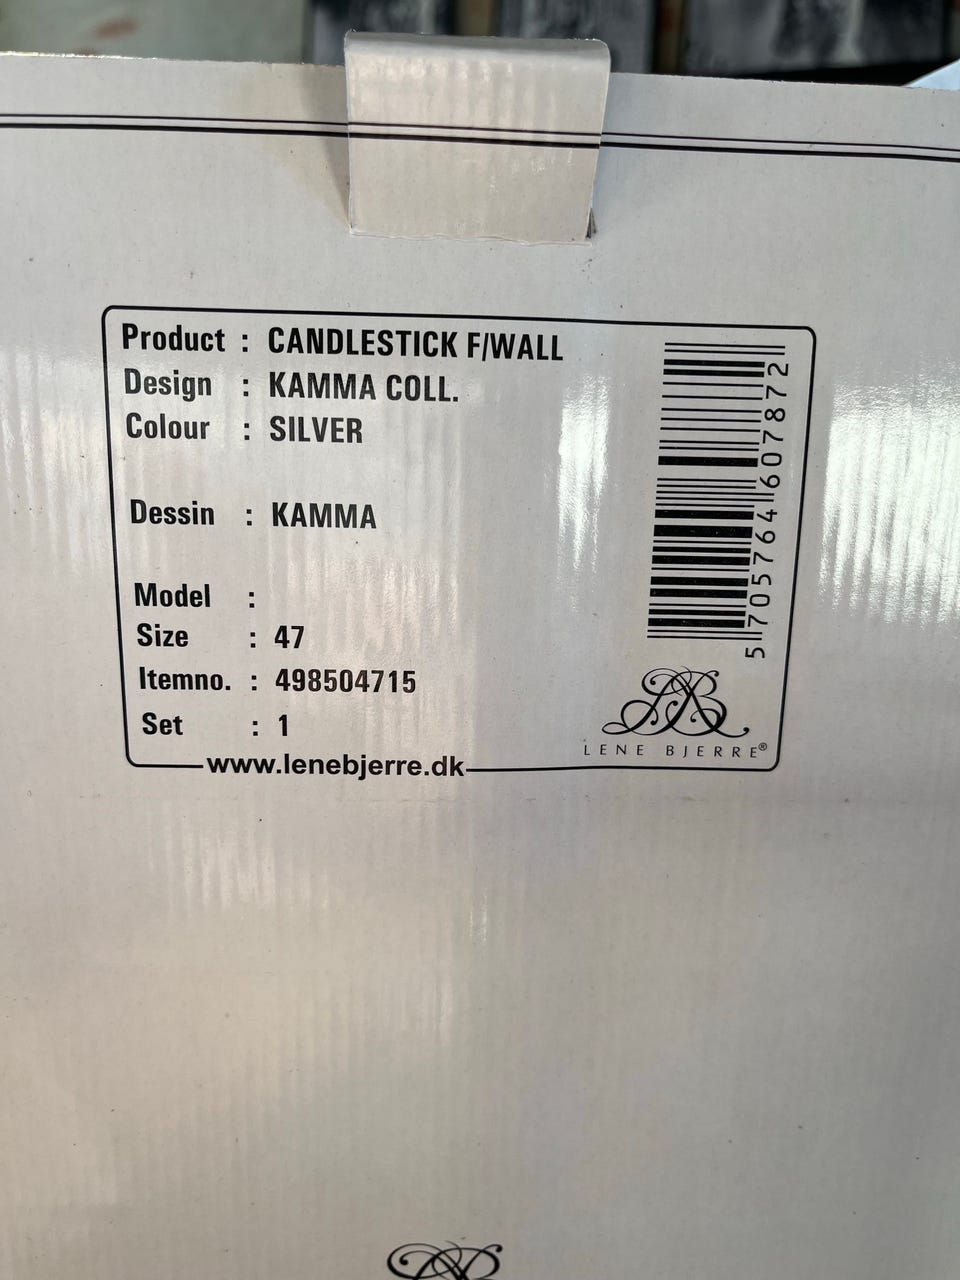 Product : CANDLESTICK F/WALL
Design : KAMMA COLL.
Colour : SILVER
Dessin : KAMMA
Model :
Size : 47
Itemno. : 498504715
Set : 1
www.lenebjerre.dk
5 705764 607872
LENE BJERRE®